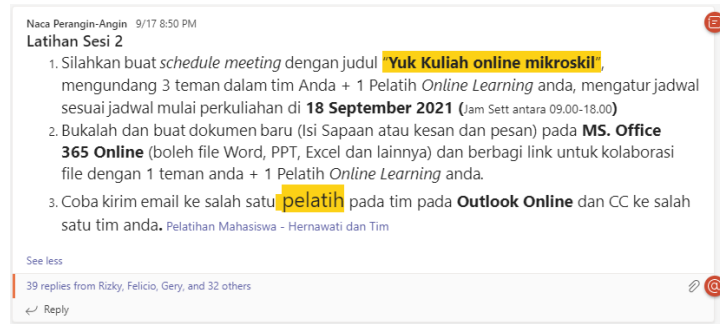 Naca Perangin-Angin 9/17 8:50 PM
Latihan Sesi 2
1. Silahkan buat schedule meeting dengan judul "Yuk Kuliah online mikroskil",
mengundang 3 teman dalam tim Anda + 1 Pelatih Online Learning anda, mengatur jadwal
sesuai jadwal mulai perkuliahan di 18 September 2021 (Jam Sett antara 09.00-18.00)
2. Bukalah dan buat dokumen baru (Isi Sapaan atau kesan dan pesan) pada MS. Office
365 Online (boleh file Word, PPT, Excel dan lainnya) dan berbagi link untuk kolaborasi
file dengan 1 teman anda + 1 Pelatih Online Learning anda.
3. Coba kirim email ke salah satu pelatih pada tim pada Outlook Online dan CC ke salah
satu tim anda. Pelatihan Mahasiswa - Hernawati dan Tim
See less
39 replies from Rizky, Felicio, Gery, and 32 others
Reply